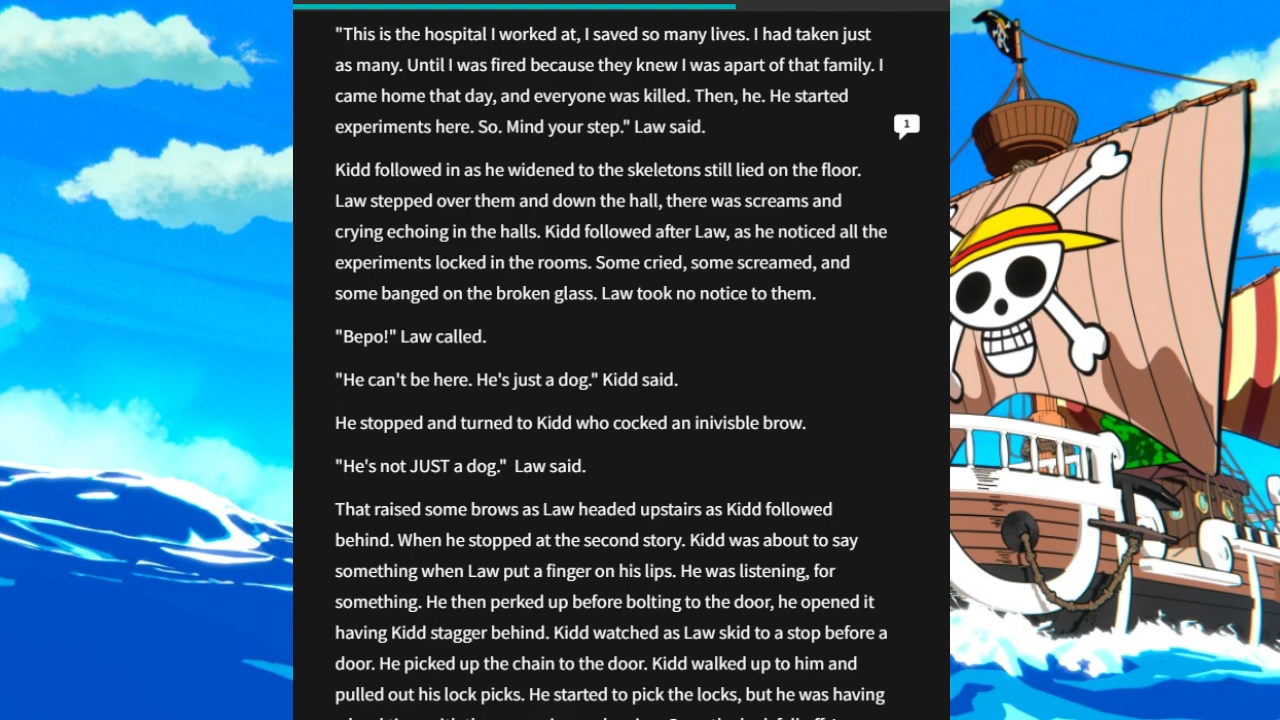 "This is the hospital I worked at, I saved so many lives. I had taken just
as many. Until I was fired because they knew I was apart of that family. I
came home that day, and everyone was killed. Then, he. He started
experiments here. So. Mind your step." Law said.
1
Kidd followed in as he widened to the skeletons still lied on the floor.
Law stepped over them and down the hall, there was screams and
crying echoing in the halls. Kidd followed after Law, as he noticed all the
experiments locked in the rooms. Some cried, some screamed, and
some banged on the broken glass. Law took no notice to them.
"Bepo!" Law called.
"He can't be here. He's just a dog." Kidd said.
He stopped and turned to Kidd who cocked an inivisble brow.
"He's not JUST a dog."  Law said.
That raised some brows as Law headed upstairs as Kidd followed
behind. When he stopped at the second story. Kidd was about to say
something when Law put a finger on his lips. He was listening, for
something. He then perked up before bolting to the door, he opened it
having Kidd stagger behind. Kidd watched as Law skid to a stop before a
door. He picked up the chain to the door. Kidd walked up to him and
pulled out his lock picks. He started to pick the locks, but he was having